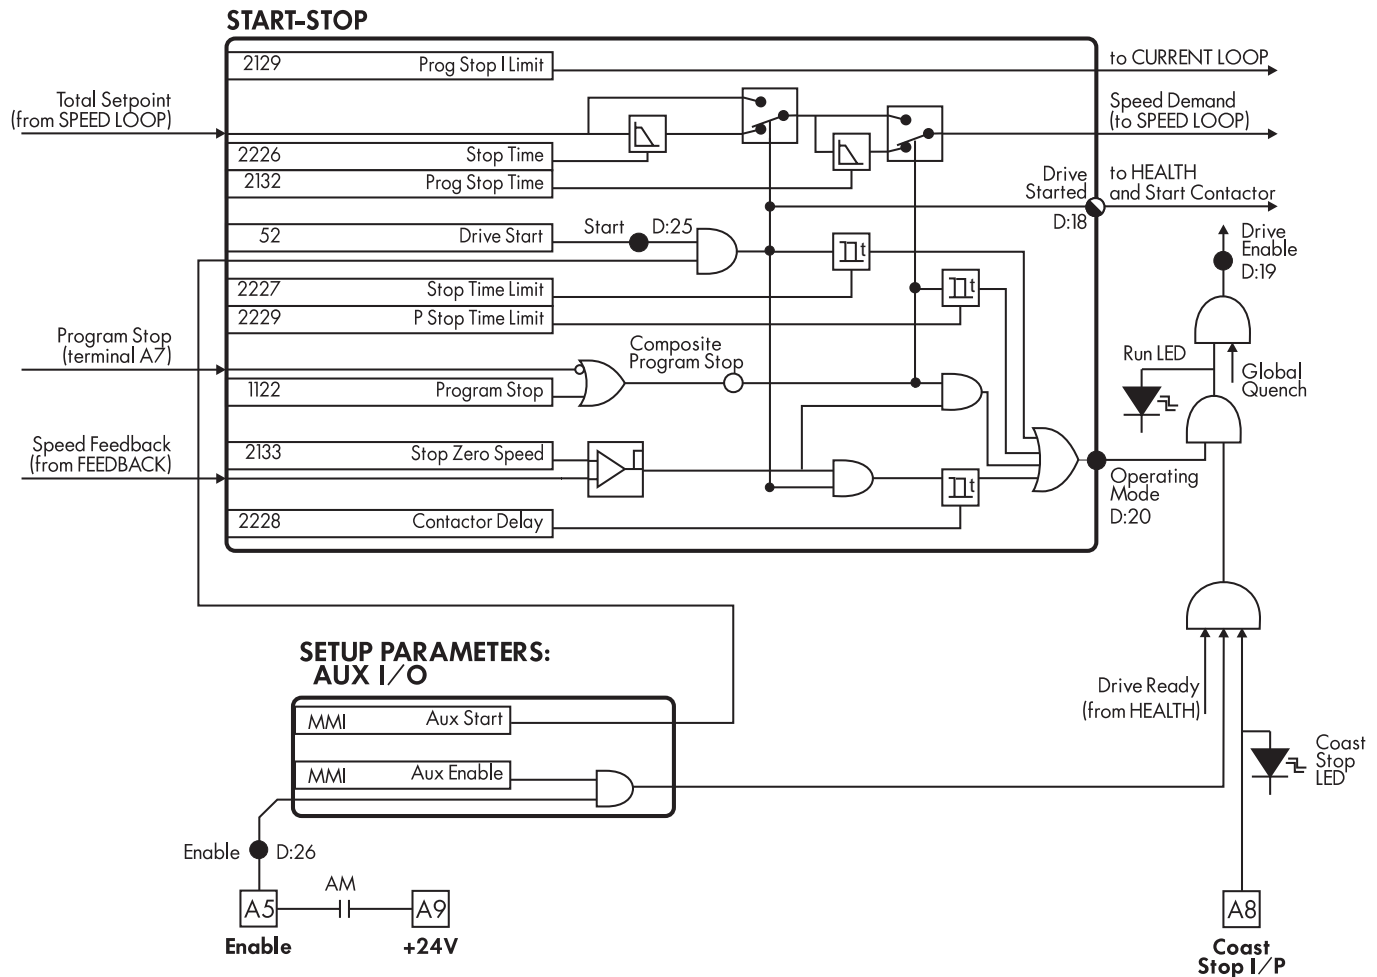 START-STOP
2129 Prog Stop I Limit
to CURRENT LOOP
Total Setpoint
(from SPEED LOOP)
Speed Demand
(to SPEED LOOP)
2226 Stop Time
2132 Prog Stop Time
Drive
Started
D:18
to HEALTH
and Start Contactor
52 Drive Start
Start D:25
t
Drive
Enable
D:19
2227 Stop Time Limit
t
2229 P Stop Time Limit
Program Stop
(terminal A7)
Composite
Program Stop
Run LED
Global
Quench
1122 Program Stop
Speed Feedback
(from FEEDBACK)
2133 Stop Zero Speed
t
Operating
Mode
D:20
2228 Contactor Delay
SETUP PARAMETERS:
AUX I/O
MMI Aux Start
MMI Aux Enable
Drive Ready
(from HEALTH)
Coast
Stop
LED
Enable D:26
AM
A5
A9
A8
Enable
+24V
Coast
Stop I/P